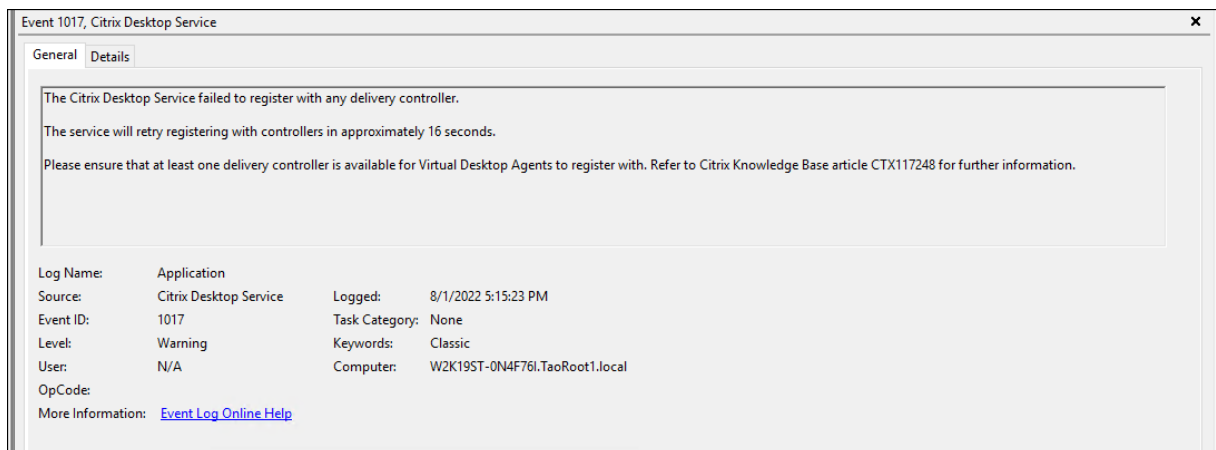 Event 1017, Citrix Desktop Service
General Details
The Citrix Desktop Service failed to register with any delivery controller.
The service will retry registering with controllers in approximately 16 seconds.
Please ensure that at least one delivery controller is available for Virtual Desktop Agents to register with. Refer to Citrix Knowledge Base article CTX117248 for further information.
Log Name: Application
Source: Citrix Desktop Service Logged: 8/1/2022 5:15:23 PM
Event ID: 1017 Task Category: None
Level: Warning Keywords: Classic
User: N/A Computer: W2K19ST-0N4F76I.TaoRoot1.local
OpCode:
More Information: Event Log Online Help